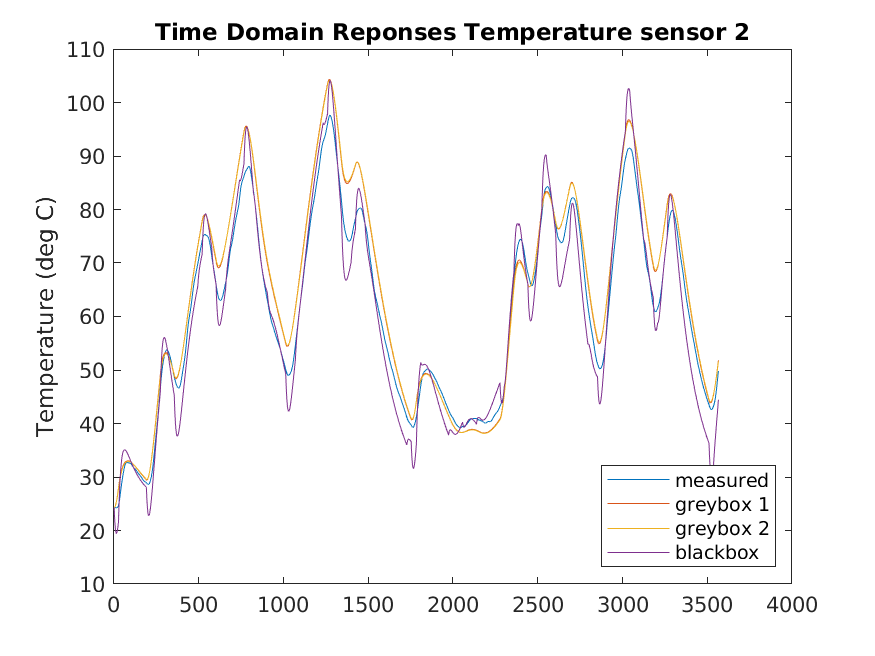 Time Domain Reponses Temperature sensor 2
Temperature (deg C)
110
100
90
80
70
60
50
40
30
20
10
0 500 1000 1500 2000 2500 3000 3500 4000
measured
greybox 1
greybox 2
blackbox